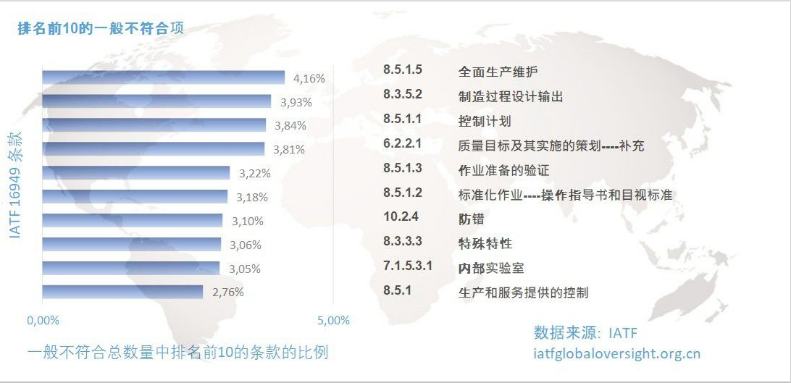 排名前10的一般不符合项
IATF 16949 条款
4,16% 8.5.1.5 全面生产维护
3,93% 8.3.5.2 制造过程设计输出
3,84% 8.5.1.1 控制计划
3,81% 6.2.2.1 质量目标及其实施的策划----补充
3,22% 8.5.1.3 作业准备的验证
3,18% 8.5.1.2 标准化作业----操作指导书和目视标准
3,10% 10.2.4 防错
3,06% 8.3.3.3 特殊特性
3,05% 7.1.5.3.1 内部实验室
2,76% 8.5.1 生产和服务提供的控制
0,00% 5,00%
一般不符合总数量中排名前10的条款的比例
数据来源: IATF
iatfglobaloversight.org.cn